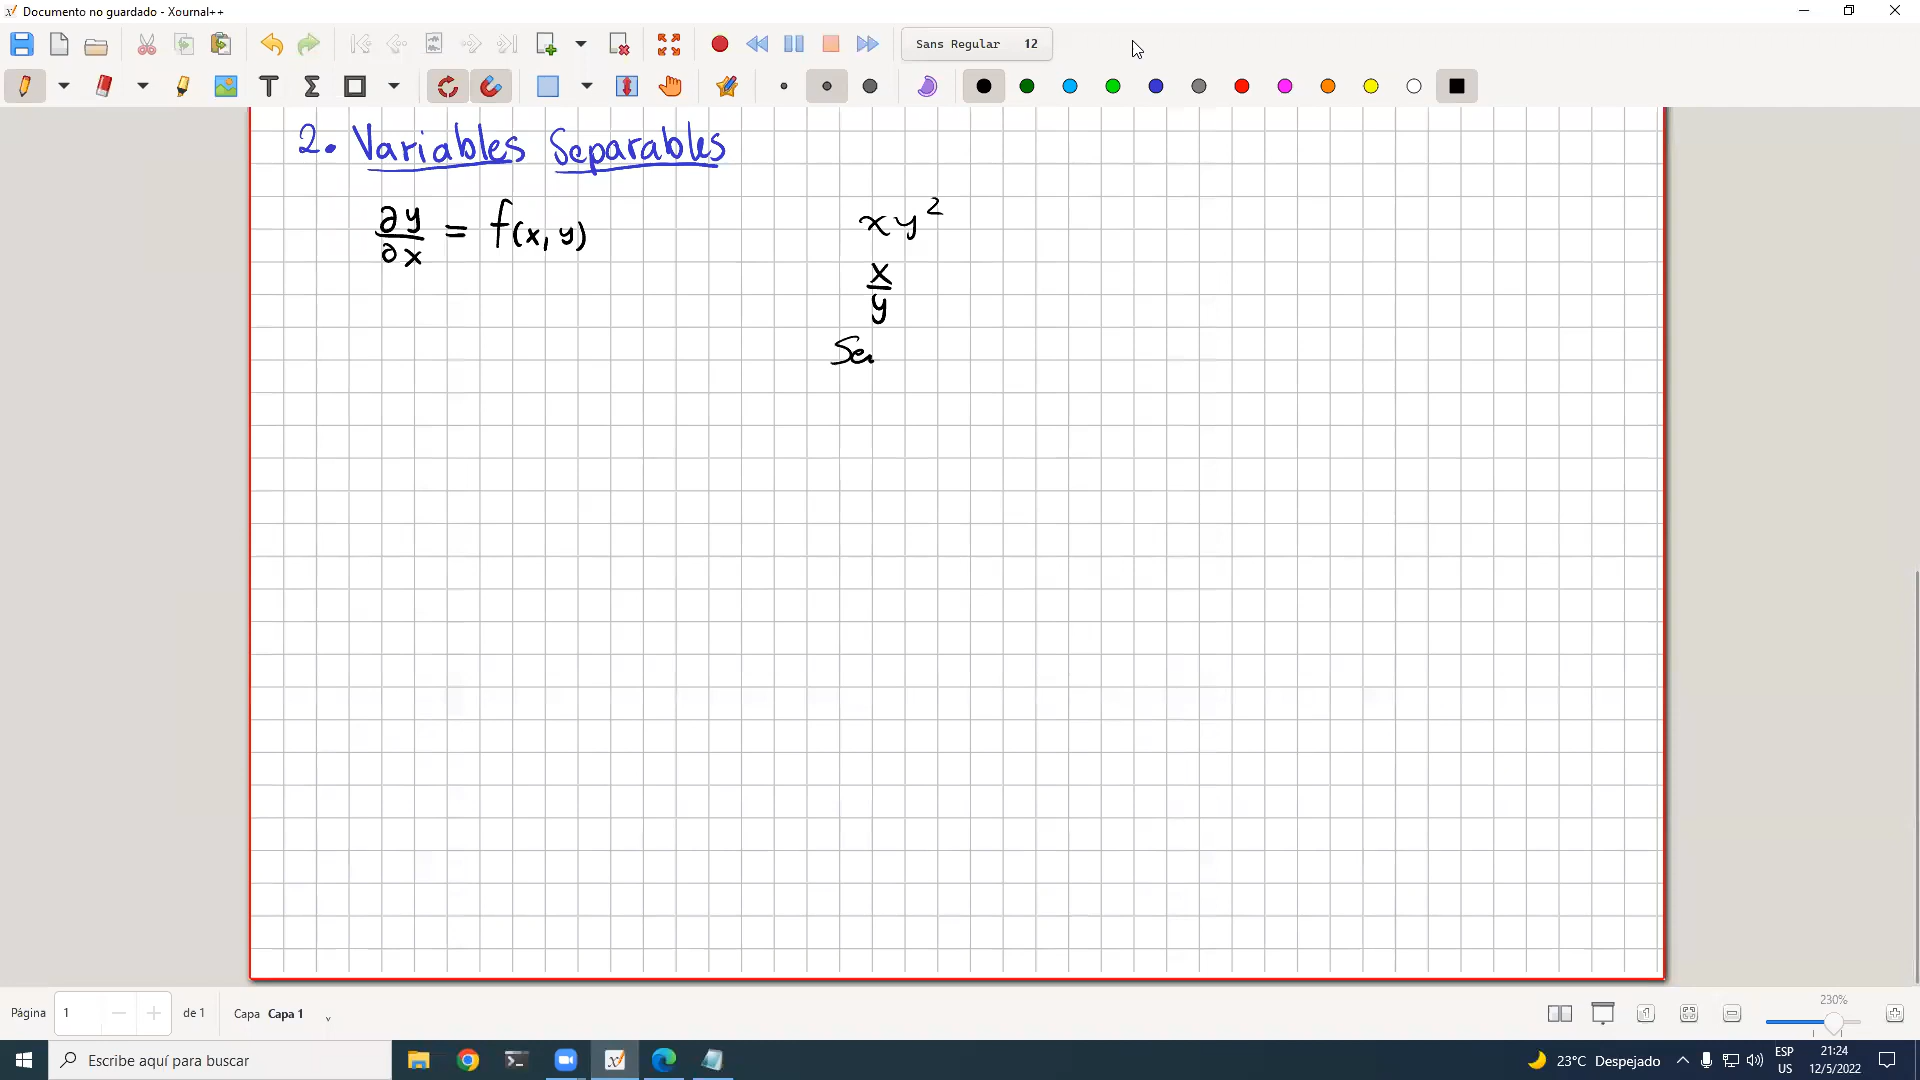 Documento no guardado - Xournal++
Sans Regular 12
2. Variables Separables
∂y/∂x = f(x, y)
xy²
x/y
Se
230%
Página 1 de 1 Capa Capa 1
Escribe aquí para buscar
23°C Despejado
ESP
US
21:24
12/5/2022